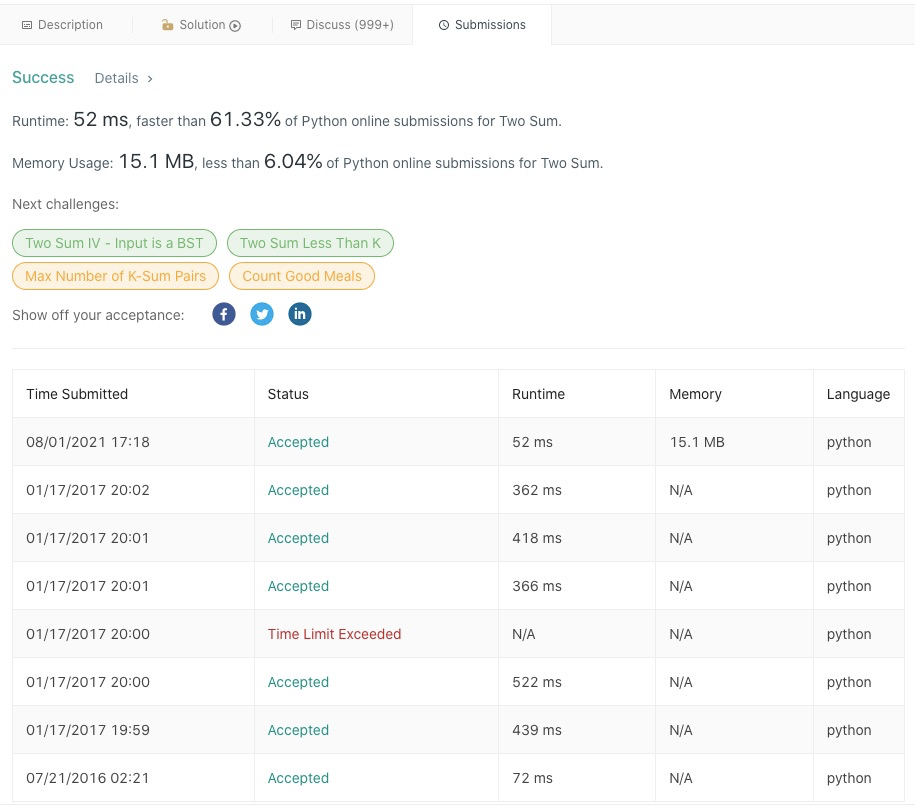 Description Solution Discuss (999+) Submissions
Success Details >
Runtime: 52 ms, faster than 61.33% of Python online submissions for Two Sum.
Memory Usage: 15.1 MB, less than 6.04% of Python online submissions for Two Sum.
Next challenges:
Two Sum IV - Input is a BST Two Sum Less Than K
Max Number of K-Sum Pairs Count Good Meals
Show off your acceptance: f in
Time Submitted Status Runtime Memory Language
08/01/2021 17:18 Accepted 52 ms 15.1 MB python
01/17/2017 20:02 Accepted 362 ms N/A python
01/17/2017 20:01 Accepted 418 ms N/A python
01/17/2017 20:01 Accepted 366 ms N/A python
01/17/2017 20:00 Time Limit Exceeded N/A N/A python
01/17/2017 20:00 Accepted 522 ms N/A python
01/17/2017 19:59 Accepted 439 ms N/A python
07/21/2016 02:21 Accepted 72 ms N/A python